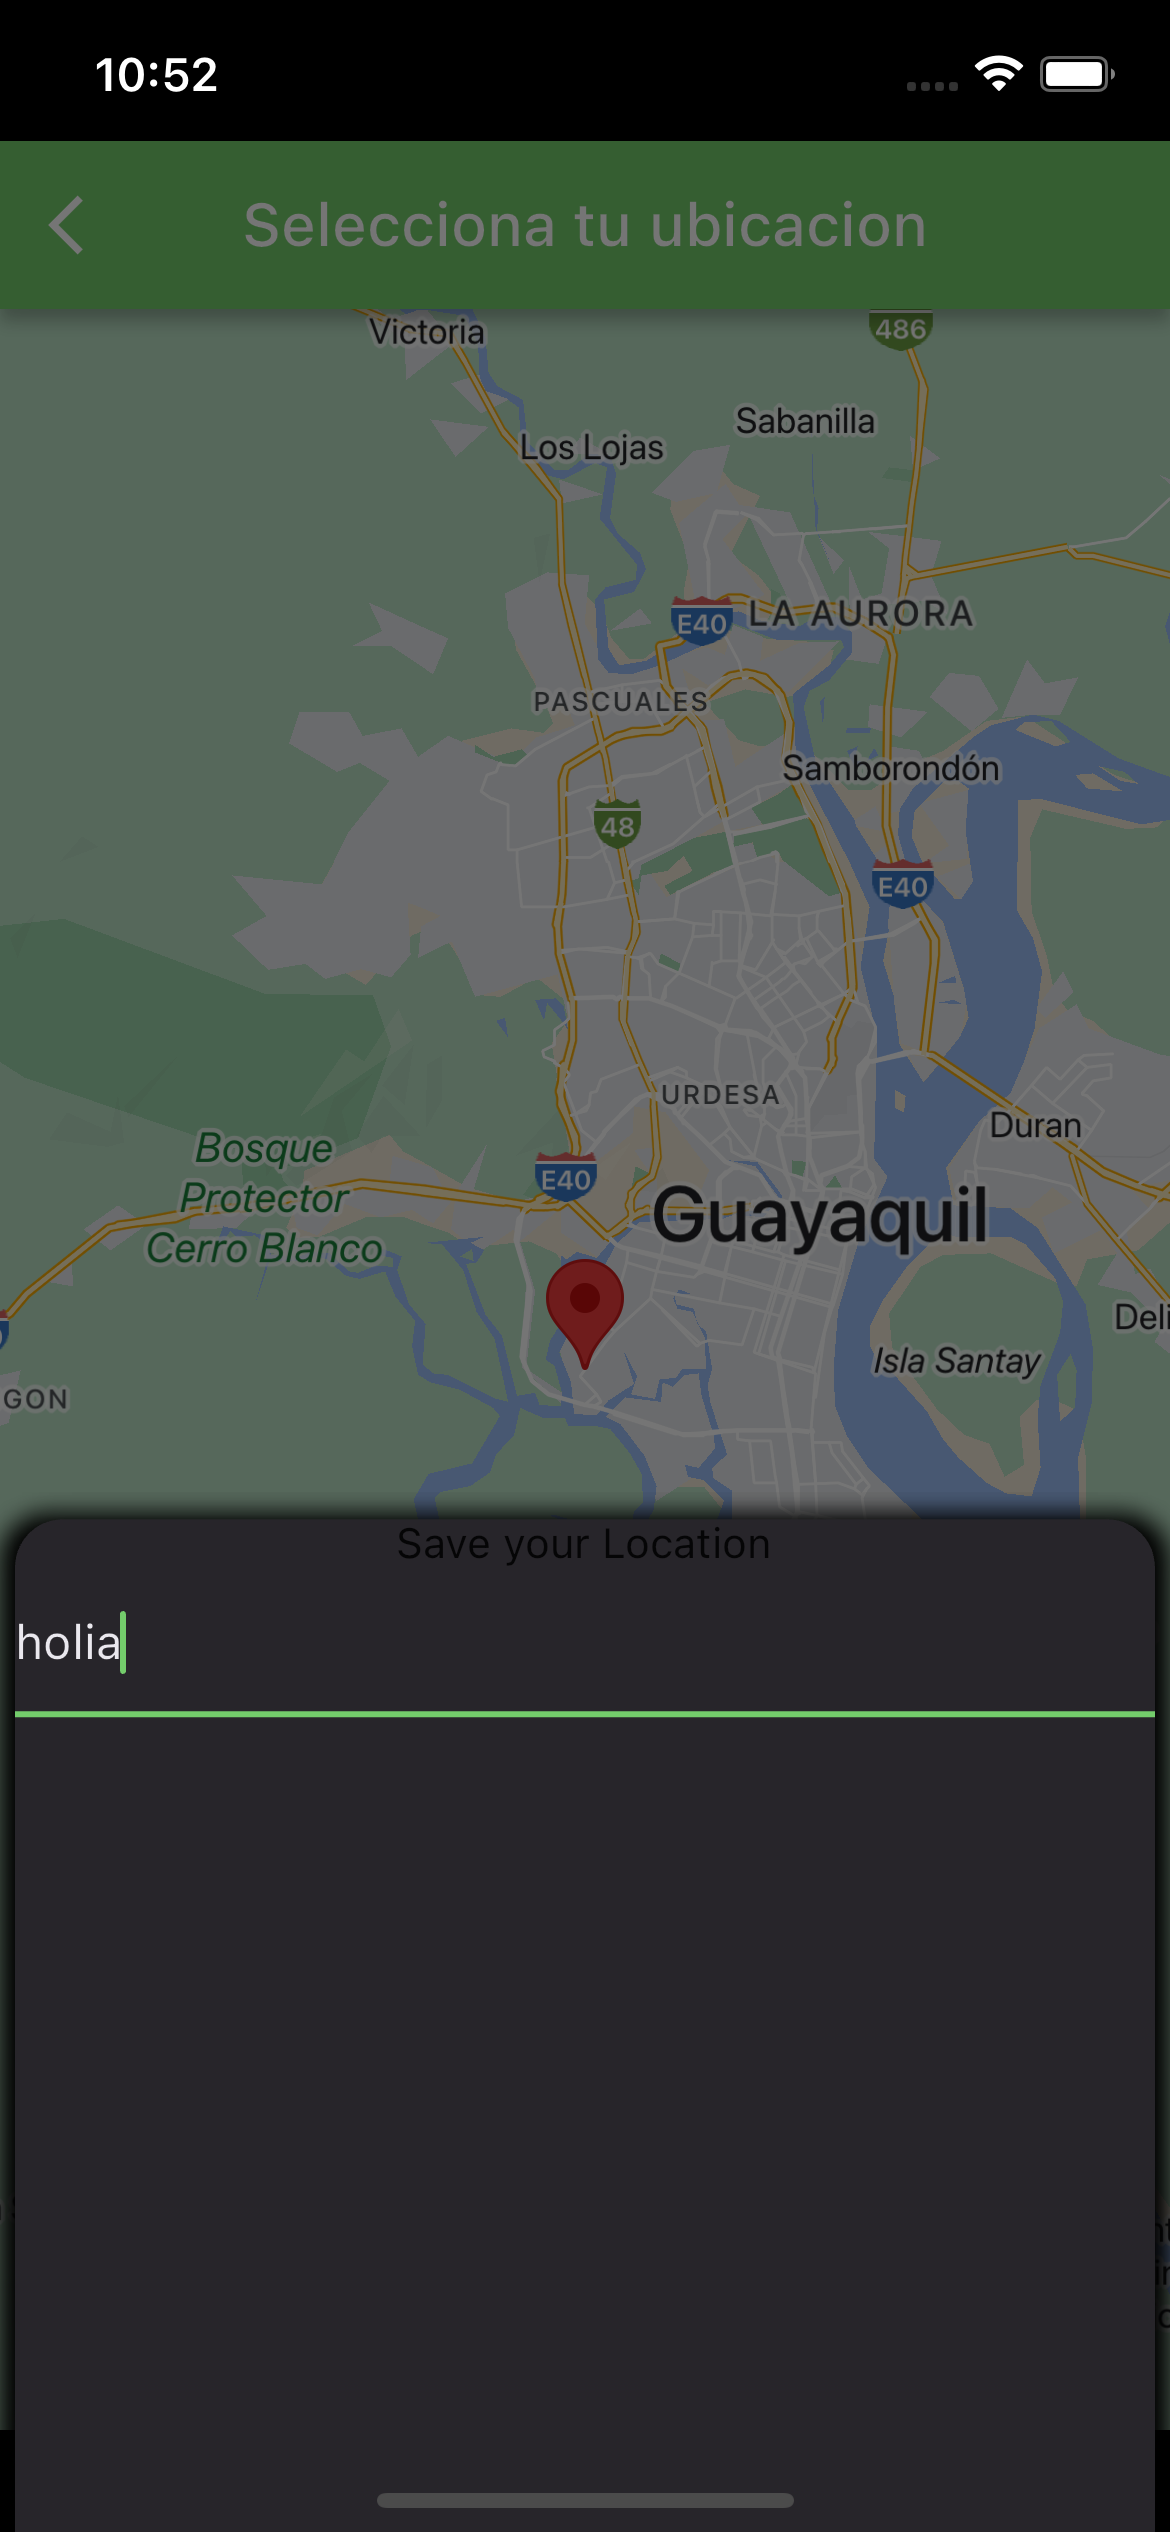 10:52
Selecciona tu ubicacion
Victoria
486
Sabanilla
Los Lojas
E40
LA AURORA
PASCUALES
Samborondón
48
E40
URDESA
Duran
Bosque
Protector
Cerro Blanco
E40
Guayaquil
Deli
Isla Santay
GON
Save your Location
holia